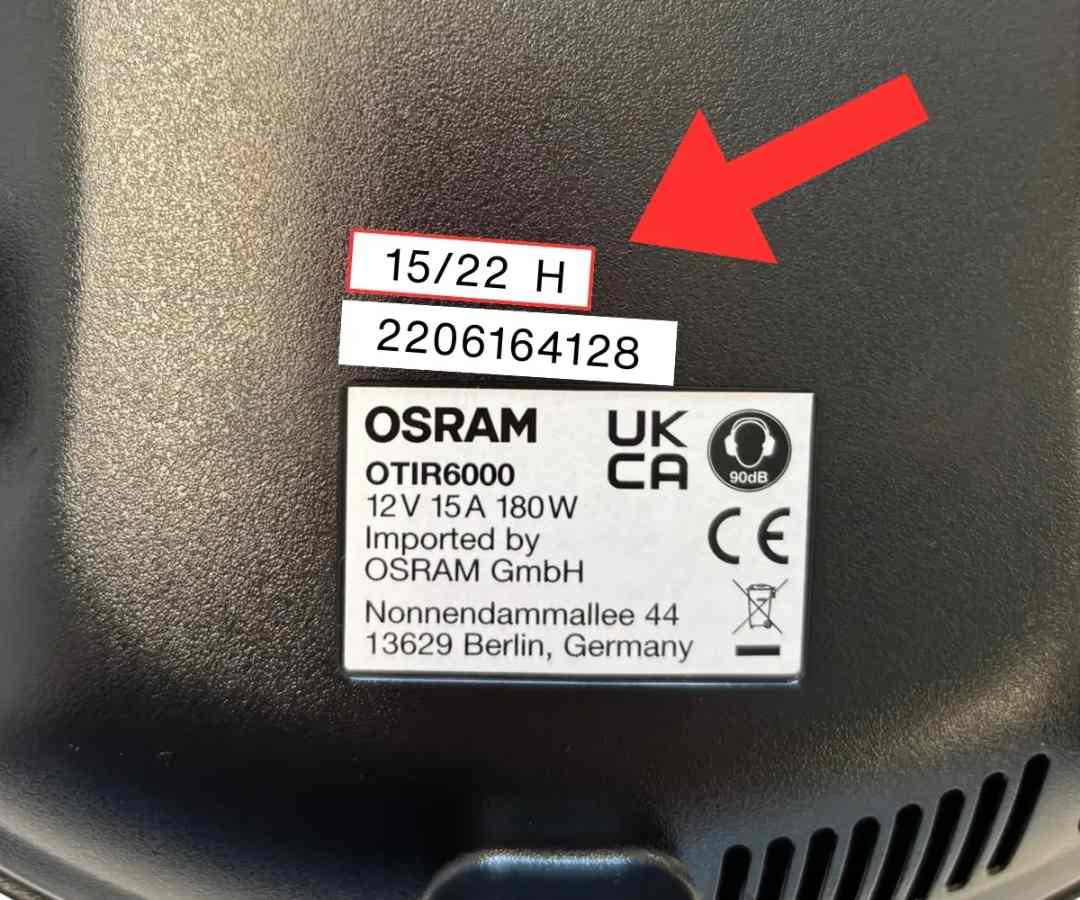 15/22 H
2206164128
OSRAM
OTIR6000
12V 15A 180W
Imported by
OSRAM GmbH
Nonnendammallee 44
13629 Berlin, Germany
UK
CA
90dB
CE